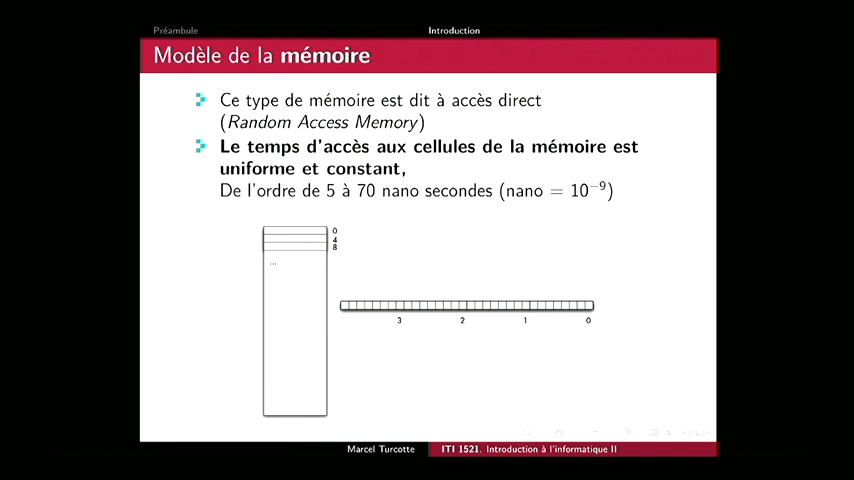 Préambule
Introduction
Modèle de la mémoire
Ce type de mémoire est dit à accès direct
(Random Access Memory)
Le temps d'accès aux cellules de la mémoire est
uniforme et constant,
De l'ordre de 5 à 70 nano secondes (nano = 10⁻⁹)
0
4
8
...
3 2 1 0
Marcel Turcotte
ITI 1521. Introduction à l'informatique II